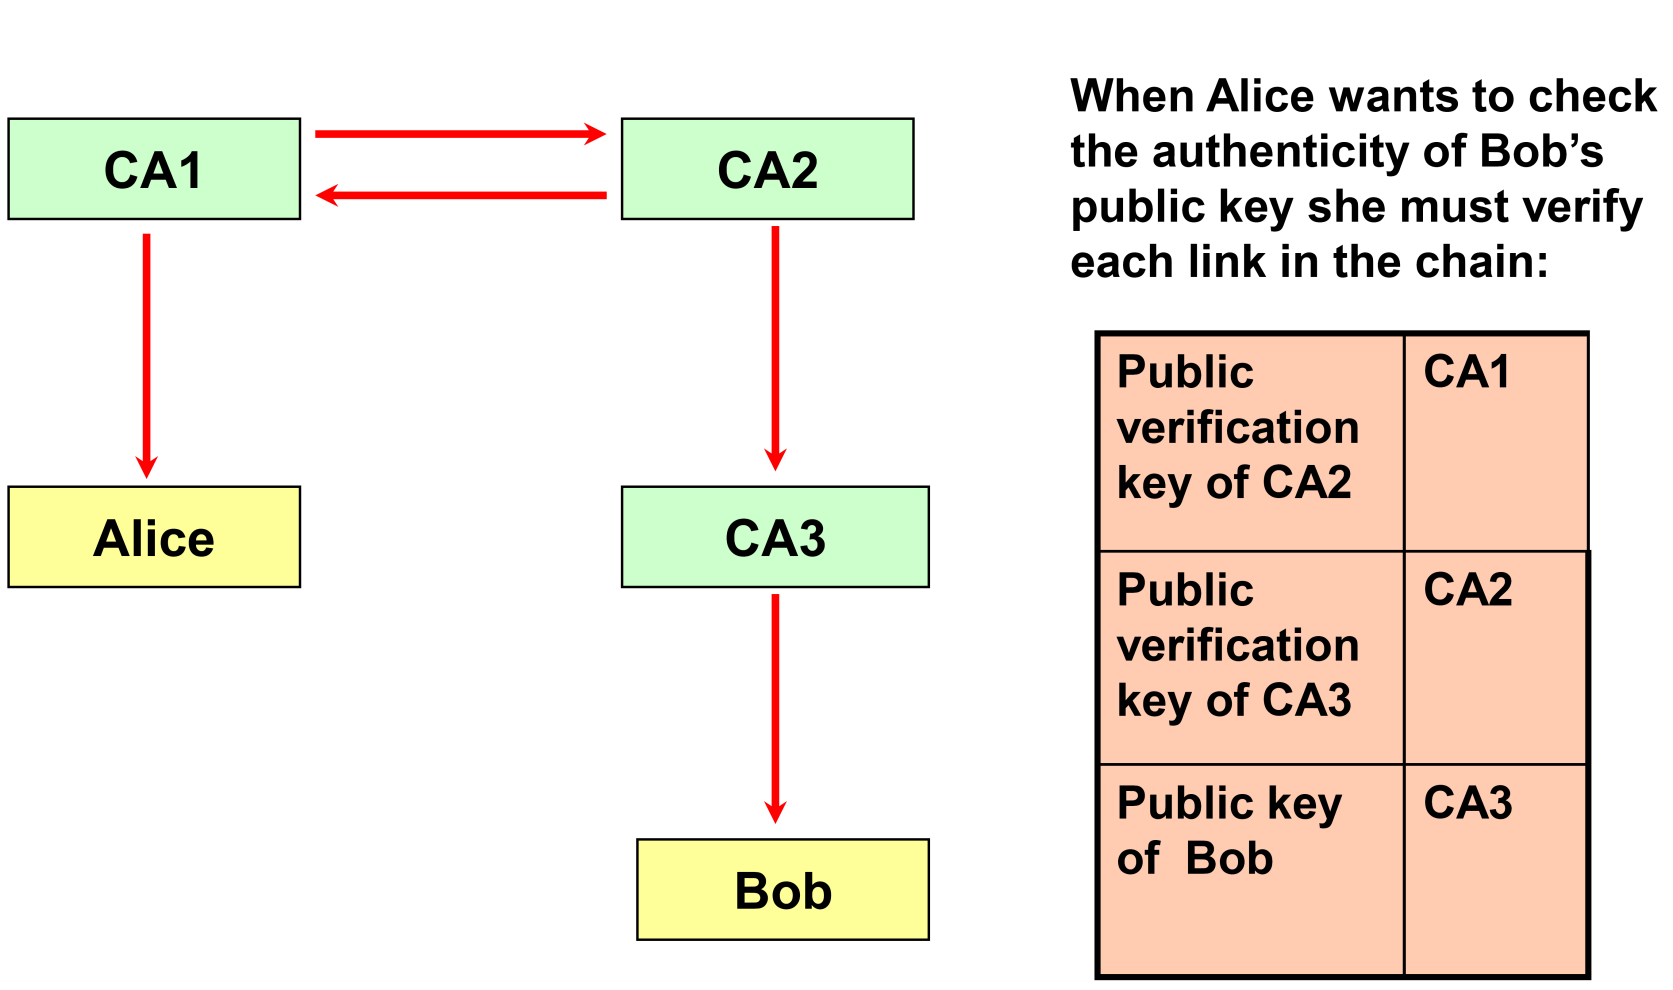 CA1
CA2
Alice
CA3
Bob
When Alice wants to check
the authenticity of Bob’s
public key she must verify
each link in the chain:
Public
verification
key of CA2
CA1
Public
verification
key of CA3
CA2
Public key
of Bob
CA3